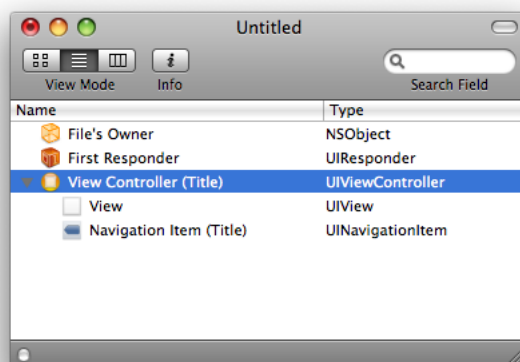 Untitled
View Mode Info Search Field
Name Type
File's Owner NSObject
First Responder UIResponder
View Controller (Title) UIViewController
View UIView
Navigation Item (Title) UINavigationItem